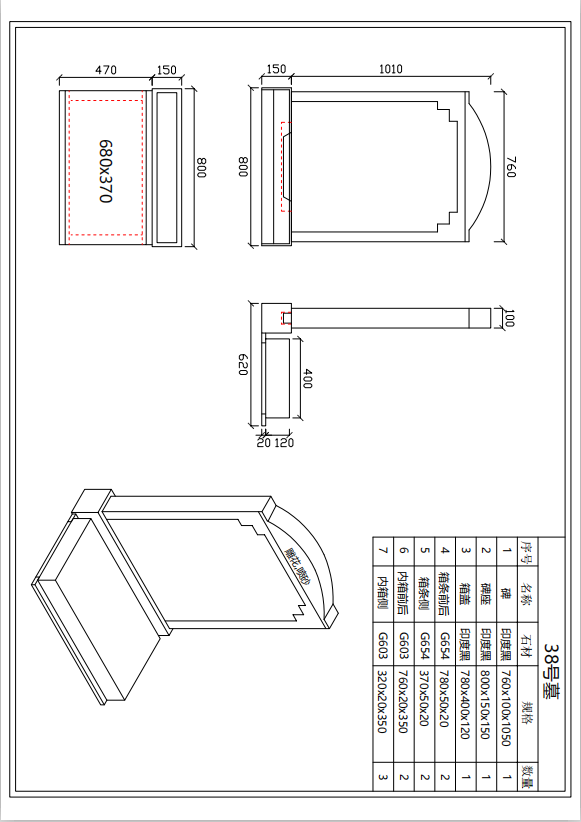 38号墓
序号 名称 石材 规格 数量
1 碑 印度黑 760x100x1050 1
2 碑座 印度黑 800x150x150 1
3 箱盖 印度黑 780x400x120 1
4 箱条前后 G654 780x50x20 2
5 箱条侧 G654 370x50x20 2
6 内箱前后 G603 760x20x350 2
7 内箱侧 G603 320x20x350 3
760
1010
150
800
100
400
620
20 120
800
150
470
680x370
雕花,喷砂